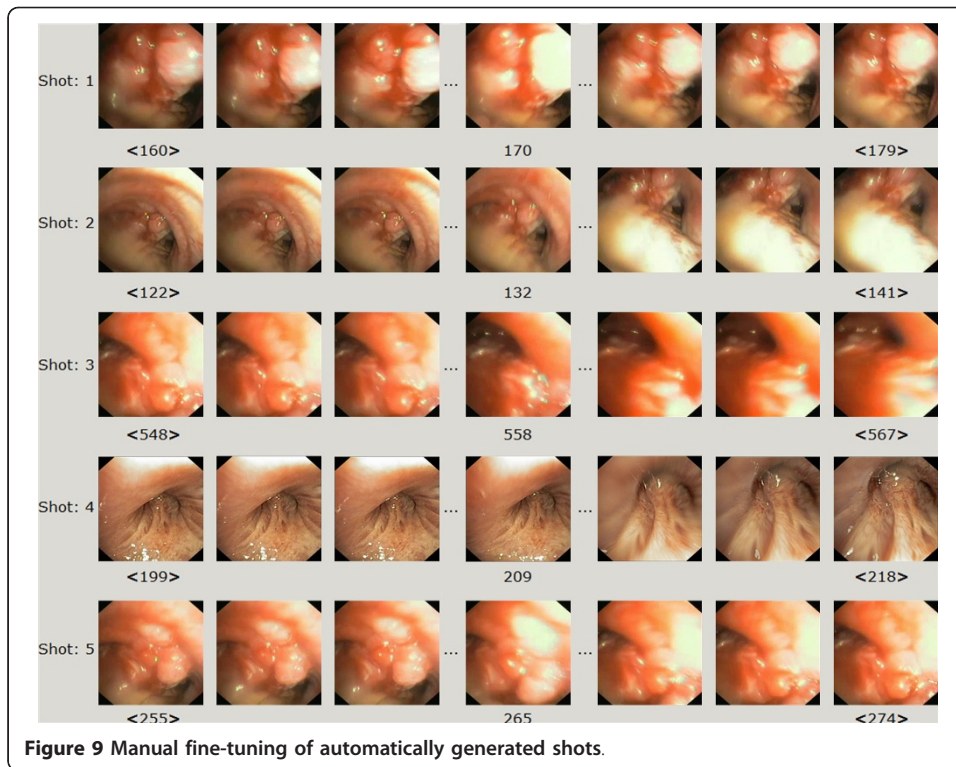 Shot: 1 ... ...
<160> 170 <179>
Shot: 2 ... ...
<122> 132 <141>
Shot: 3 ... ...
<548> 558 <567>
Shot: 4 ... ...
<199> 209 <218>
Shot: 5 ... ...
<255> 265 <274>
Figure 9 Manual fine-tuning of automatically generated shots.